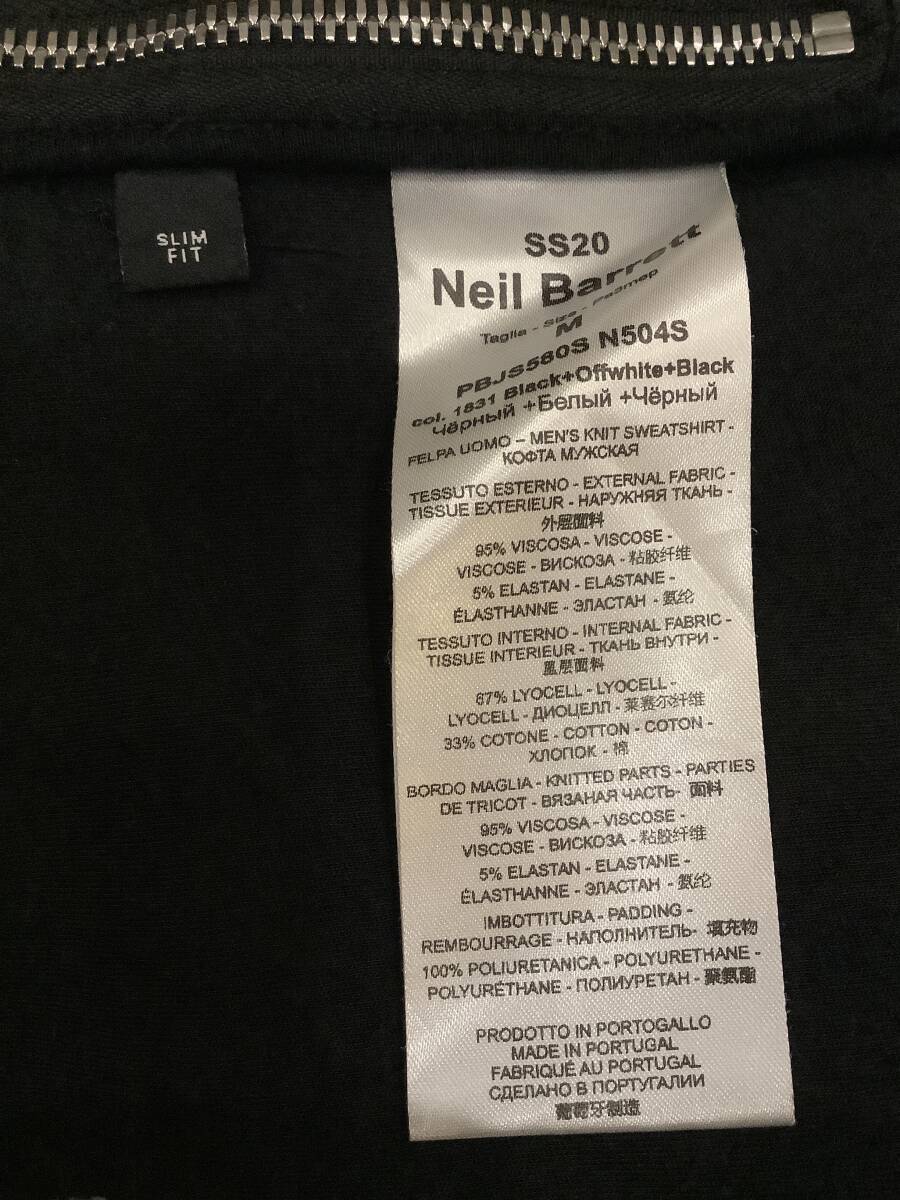 SLIM
FIT
SS20
Neil Barrett
Taglia - Size - Размер
M
PBJS560S N504S
col. 1831 Black+Offwhite+Black
Чёрный +Белый +Чёрный
FELPA UOMO – MEN'S KNIT SWEATSHIRT -
КОФТА МУЖСКАЯ
TESSUTO ESTERNO - EXTERNAL FABRIC -
TISSUE EXTERIEUR - НАРУЖНЯЯ ТКАНЬ -
外层面料
95% VISCOSA - VISCOSE -
VISCOSE - ВИСКОЗА - 粘胶纤维
5% ELASTAN - ELASTANE -
ÉLASTHANNE - ЭЛАСТАН - 氨纶
TESSUTO INTERNO - INTERNAL FABRIC -
TISSUE INTERIEUR - ТКАНЬ ВНУТРИ -
层面料
67% LYOCELL - LYOCELL -
LYOCELL - ЛИОЦЕЛЛ - 莱赛尔纤维
33% COTONE - COTTON - COTON -
ХЛОПОК - 棉
BORDO MAGLIA - KNITTED PARTS - PARTIES
DE TRICOT - ВЯЗАНАЯ ЧАСТЬ- 面料
95% VISCOSA - VISCOSE -
VISCOSE - ВИСКОЗА - 粘胶纤维
5% ELASTAN - ELASTANE -
ÉLASTHANNE - ЭЛАСТАН - 氨纶
IMBOTTITURA - PADDING -
REMBOURRAGE - НАПОЛНИТЕЛЬ- 填充物
100% POLIURETANICA - POLYURETHANE -
POLYURÉTHANE - ПОЛИУРЕТАН - 聚氨酯
PRODOTTO IN PORTOGALLO
MADE IN PORTUGAL
FABRIQUÉ AU PORTUGAL
СДЕЛАНО В ПОРТУГАЛИИ
葡萄牙制造